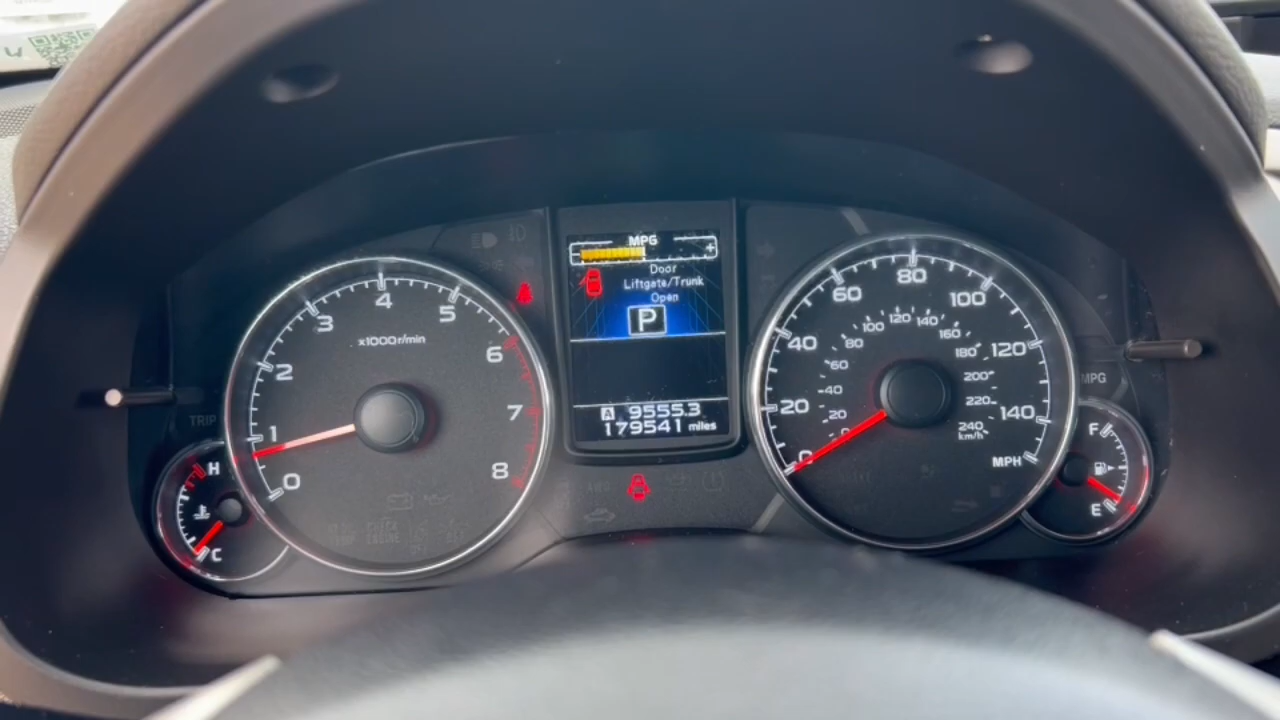 MPG
- +
Door
Liftgate/Trunk
Open
P
A 9555.3
179541 miles
0
1
2
3
4
5
6
7
8
x1000r/min
TRIP
H
C
0
20
40
60
80
100
120
140
MPH
20
40
60
80
100
120
140
160
180
200
220
240
km/h
MPG
F
E
AWD